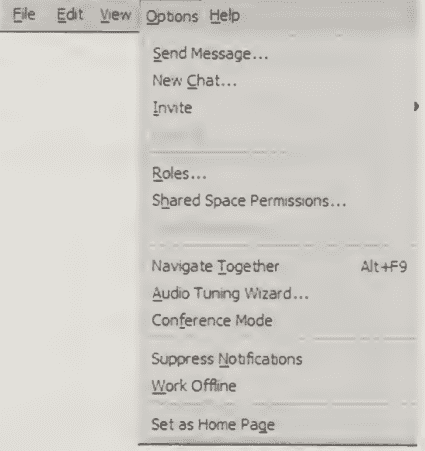 File Edit View Options Help
Send Message...
New Chat...
Invite
Roles...
Shared Space Permissions...
Navigate Together Alt+F9
Audio Tuning Wizard...
Conference Mode
Suppress Notifications
Work Offline
Set as Home Page